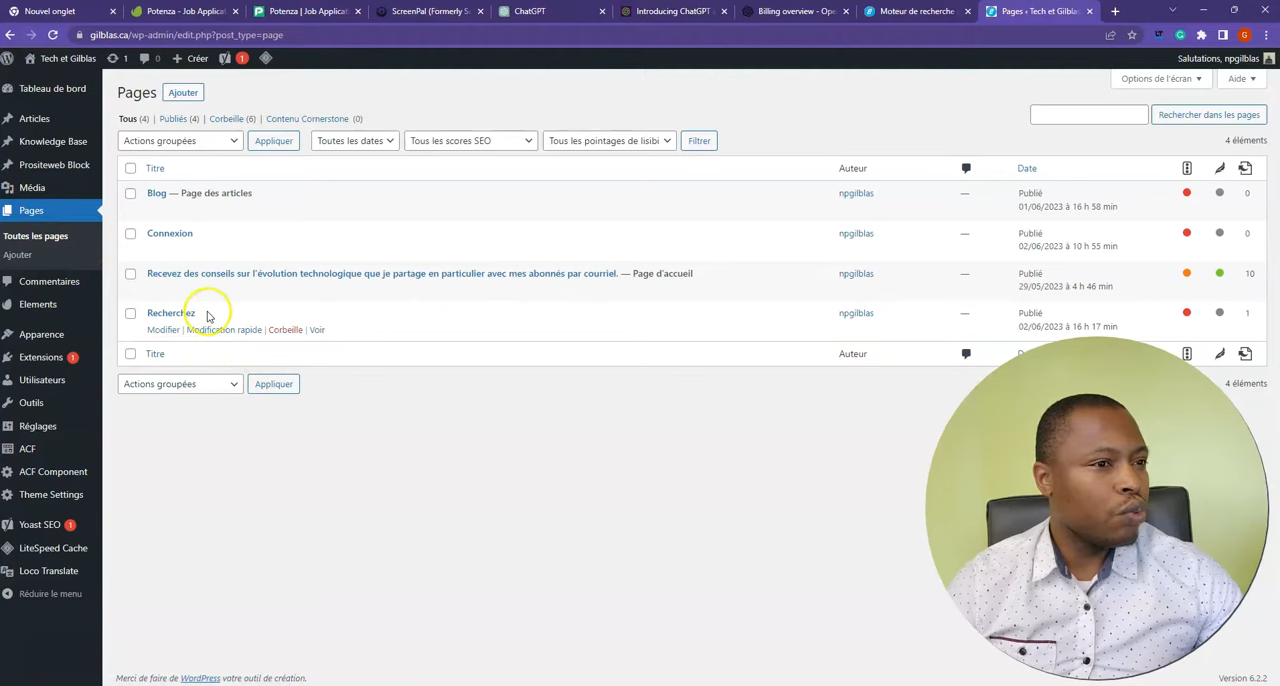 Nouvel onglet
Potenza - Job Applicat
Potenza | Job Applicati
ScreenPal (Formerly S
ChatGPT
Introducing ChatGPT a
Billing overview - Ope
Moteur de recherche
Pages ‹ Tech et Gilblas
gilblas.ca/wp-admin/edit.php?post_type=page
Tech et Gilblas
1
0
Créer
1
Salutations, npgilblas
Tableau de bord
Articles
Knowledge Base
Prositeweb Block
Média
Pages
Toutes les pages
Ajouter
Commentaires
Elements
Apparence
Extensions 1
Utilisateurs
Outils
Réglages
ACF
ACF Component
Theme Settings
Yoast SEO 1
LiteSpeed Cache
Loco Translate
Réduire le menu
Options de l'écran
Aide
Pages
Ajouter
Tous (4) | Publiés (4) | Corbeille (6) | Contenu Cornerstone (0)
Rechercher dans les pages
Actions groupées
Appliquer
Toutes les dates
Tous les scores SEO
Tous les pointages de lisibi
Filtrer
4 éléments
Titre
Auteur
Date
Blog — Page des articles
npgilblas
—
Publié
01/06/2023 à 16 h 58 min
0
Connexion
npgilblas
—
Publié
02/06/2023 à 10 h 55 min
0
Recevez des conseils sur l'évolution technologique que je partage en particulier avec mes abonnés par courriel. — Page d'accueil
npgilblas
—
Publié
29/05/2023 à 4 h 46 min
10
Recherchez
Modifier | Modification rapide | Corbeille | Voir
npgilblas
—
Publié
02/06/2023 à 16 h 17 min
1
Titre
Auteur
Actions groupées
Appliquer
4 éléments
Merci de faire de WordPress votre outil de création.
Version 6.2.2